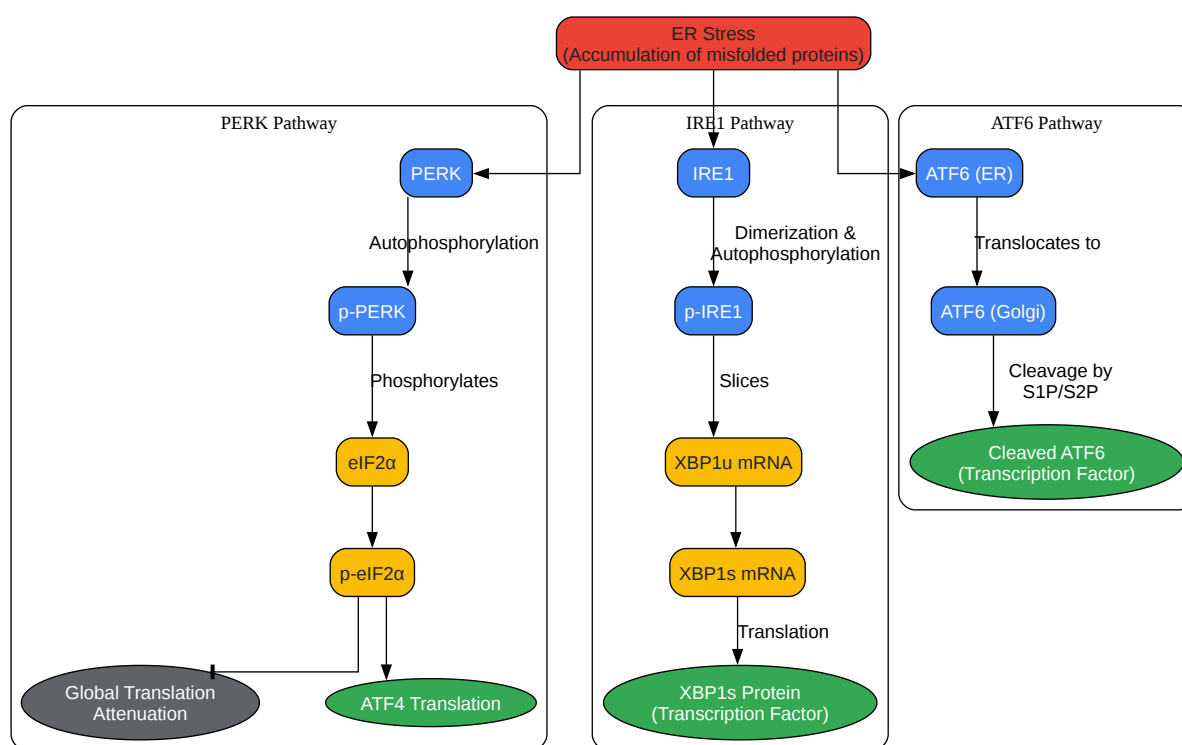 ER Stress
(Accumulation of misfolded proteins)
PERK Pathway
IRE1 Pathway
ATF6 Pathway
PERK
IRE1
ATF6 (ER)
Autophosphorylation
Dimerization &
Autophosphorylation
Translocates to
p-PERK
p-IRE1
ATF6 (Golgi)
Phosphorylates
Slices
Cleavage by
S1P/S2P
eIF2α
XBP1u mRNA
Cleaved ATF6
(Transcription Factor)
p-eIF2α
XBP1s mRNA
Translation
Global Translation
Attenuation
ATF4 Translation
XBP1s Protein
(Transcription Factor)